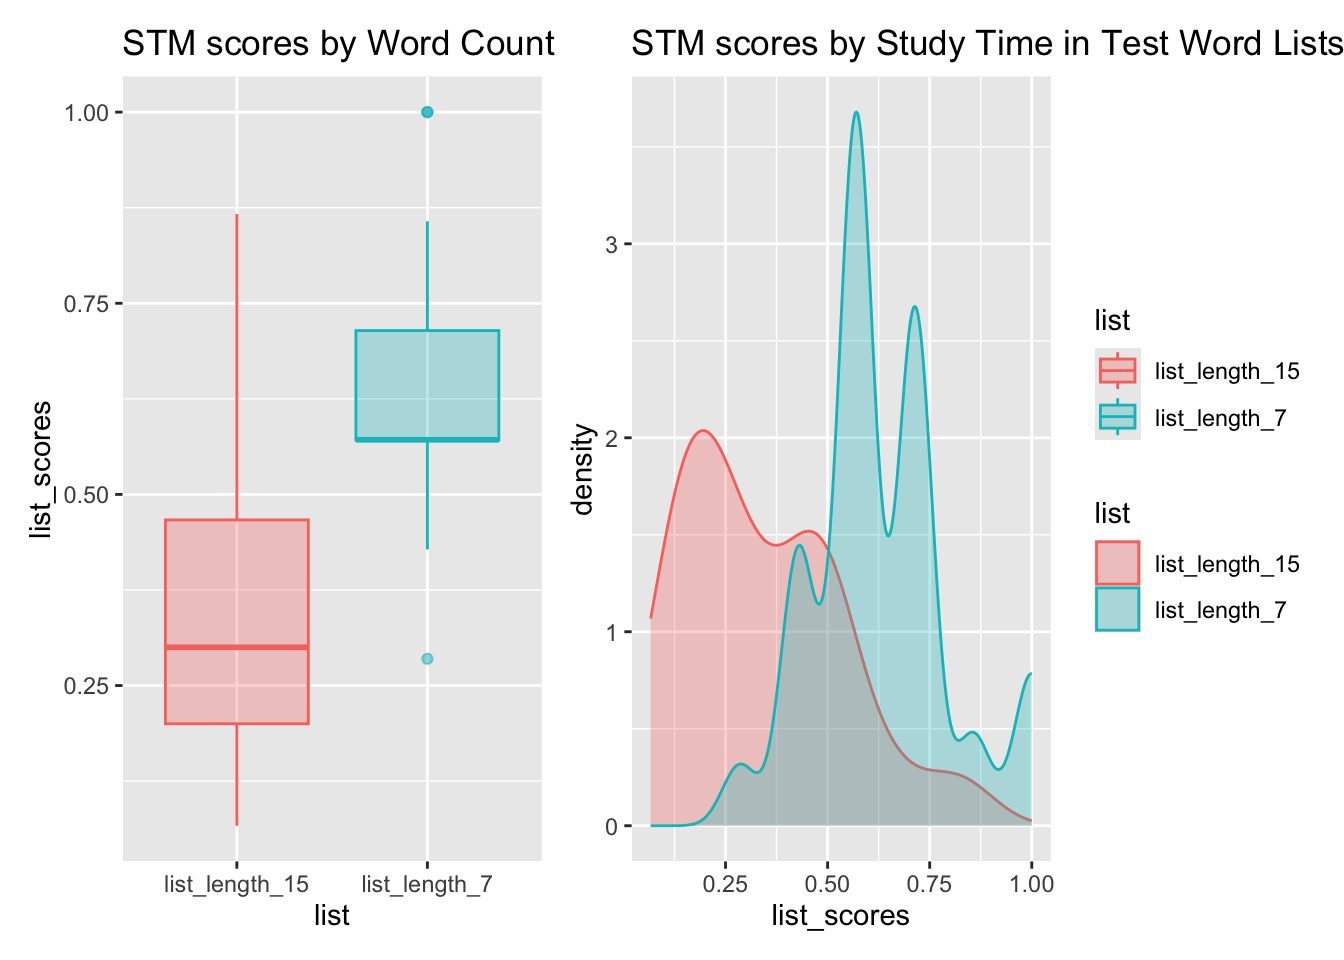 STM scores by Word Count
list_scores
1.00
0.75
0.50
0.25
list_length_15
list_length_7
list
STM scores by Study Time in Test Word Lists
density
3
2
1
0
0.25
0.50
0.75
1.00
list_scores
list
list_length_15
list_length_7
list
list_length_15
list_length_7